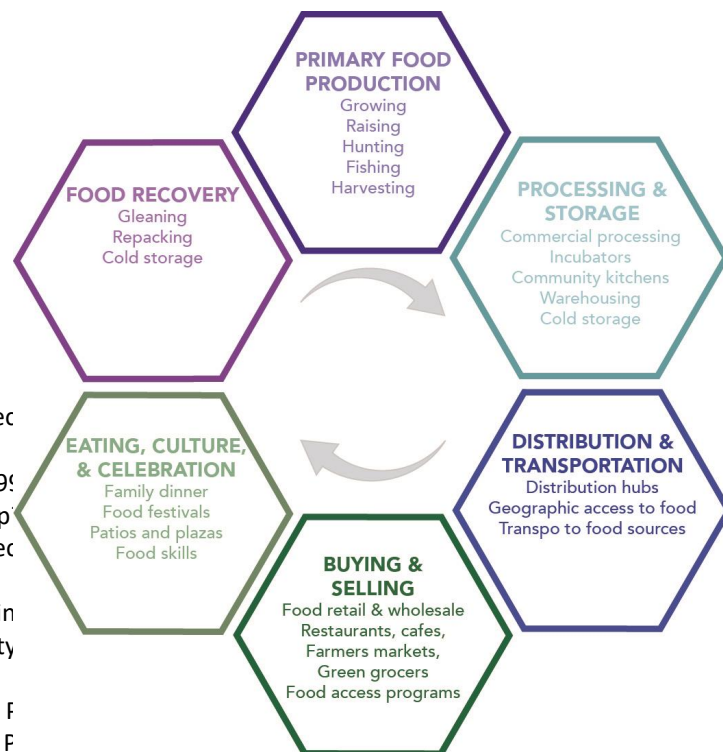 PRIMARY FOOD
PRODUCTION
Growing
Raising
Hunting
Fishing
Harvesting
PROCESSING &
STORAGE
Commercial processing
Incubators
Community kitchens
Warehousing
Cold storage
DISTRIBUTION &
TRANSPORTATION
Distribution hubs
Geographic access to food
Transpo to food sources
BUYING &
SELLING
Food retail & wholesale
Restaurants, cafes,
Farmers markets,
Green grocers
Food access programs
EATING, CULTURE,
& CELEBRATION
Family dinner
Food festivals
Patios and plazas
Food skills
FOOD RECOVERY
Gleaning
Repacking
Cold storage